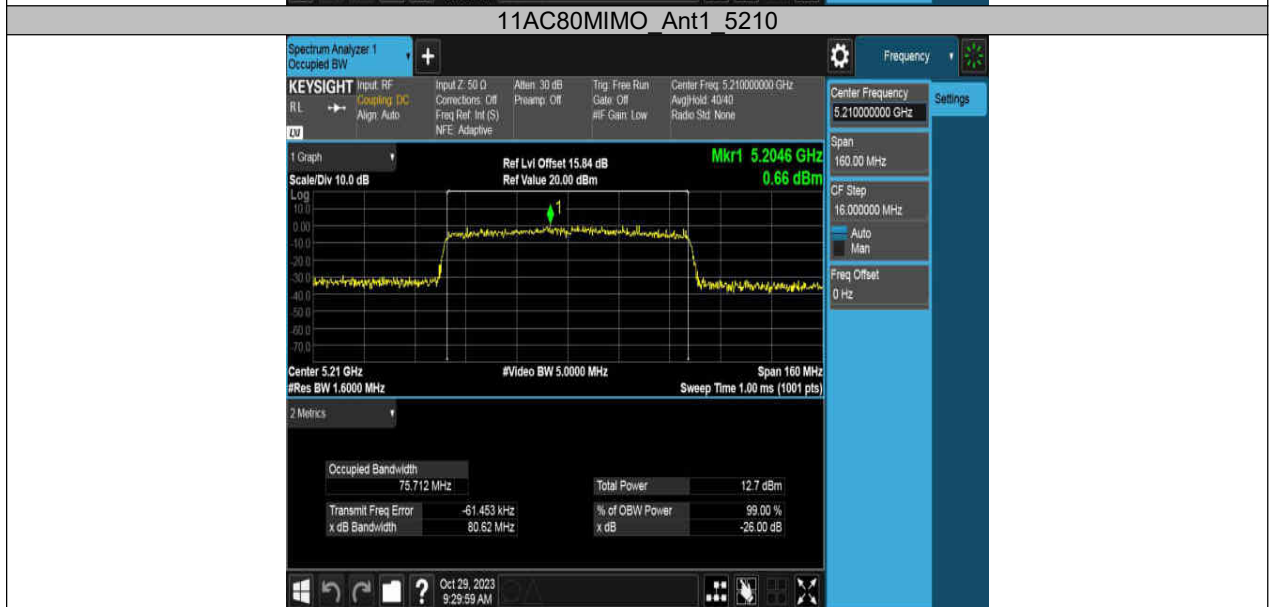 11AC80MIMO_Ant1_5210
Spectrum Analyzer 1
Occupied BW
+
Frequency
KEYSIGHT
RL
LXI
Input: RF
Coupling: DC
Align: Auto
Input Z: 50 Ω
Corrections: Off
Freq Ref: Int (S)
NFE: Adaptive
Atten: 30 dB
Preamp: Off
Trig: Free Run
Gate: Off
#IF Gain: Low
Center Freq: 5.210000000 GHz
Avg|Hold: 40/40
Radio Std: None
Center Frequency
5.210000000 GHz
Settings
Span
160.00 MHz
CF Step
16.000000 MHz
Auto
Man
Freq Offset
0 Hz
1 Graph
Scale/Div 10.0 dB
Ref Lvl Offset 15.84 dB
Ref Value 20.00 dBm
Mkr1 5.2046 GHz
0.66 dBm
Log
10.0
0.00
-10.0
-20.0
-30.0
-40.0
-50.0
-60.0
-70.0
1
Center 5.21 GHz
#Res BW 1.6000 MHz
#Video BW 5.0000 MHz
Span 160 MHz
Sweep Time 1.00 ms (1001 pts)
2 Metrics
Occupied Bandwidth
75.712 MHz
Total Power 12.7 dBm
Transmit Freq Error -61.453 kHz
% of OBW Power 99.00 %
x dB Bandwidth 80.62 MHz
x dB -26.00 dB
?
Oct 29, 2023
9:29:59 AM